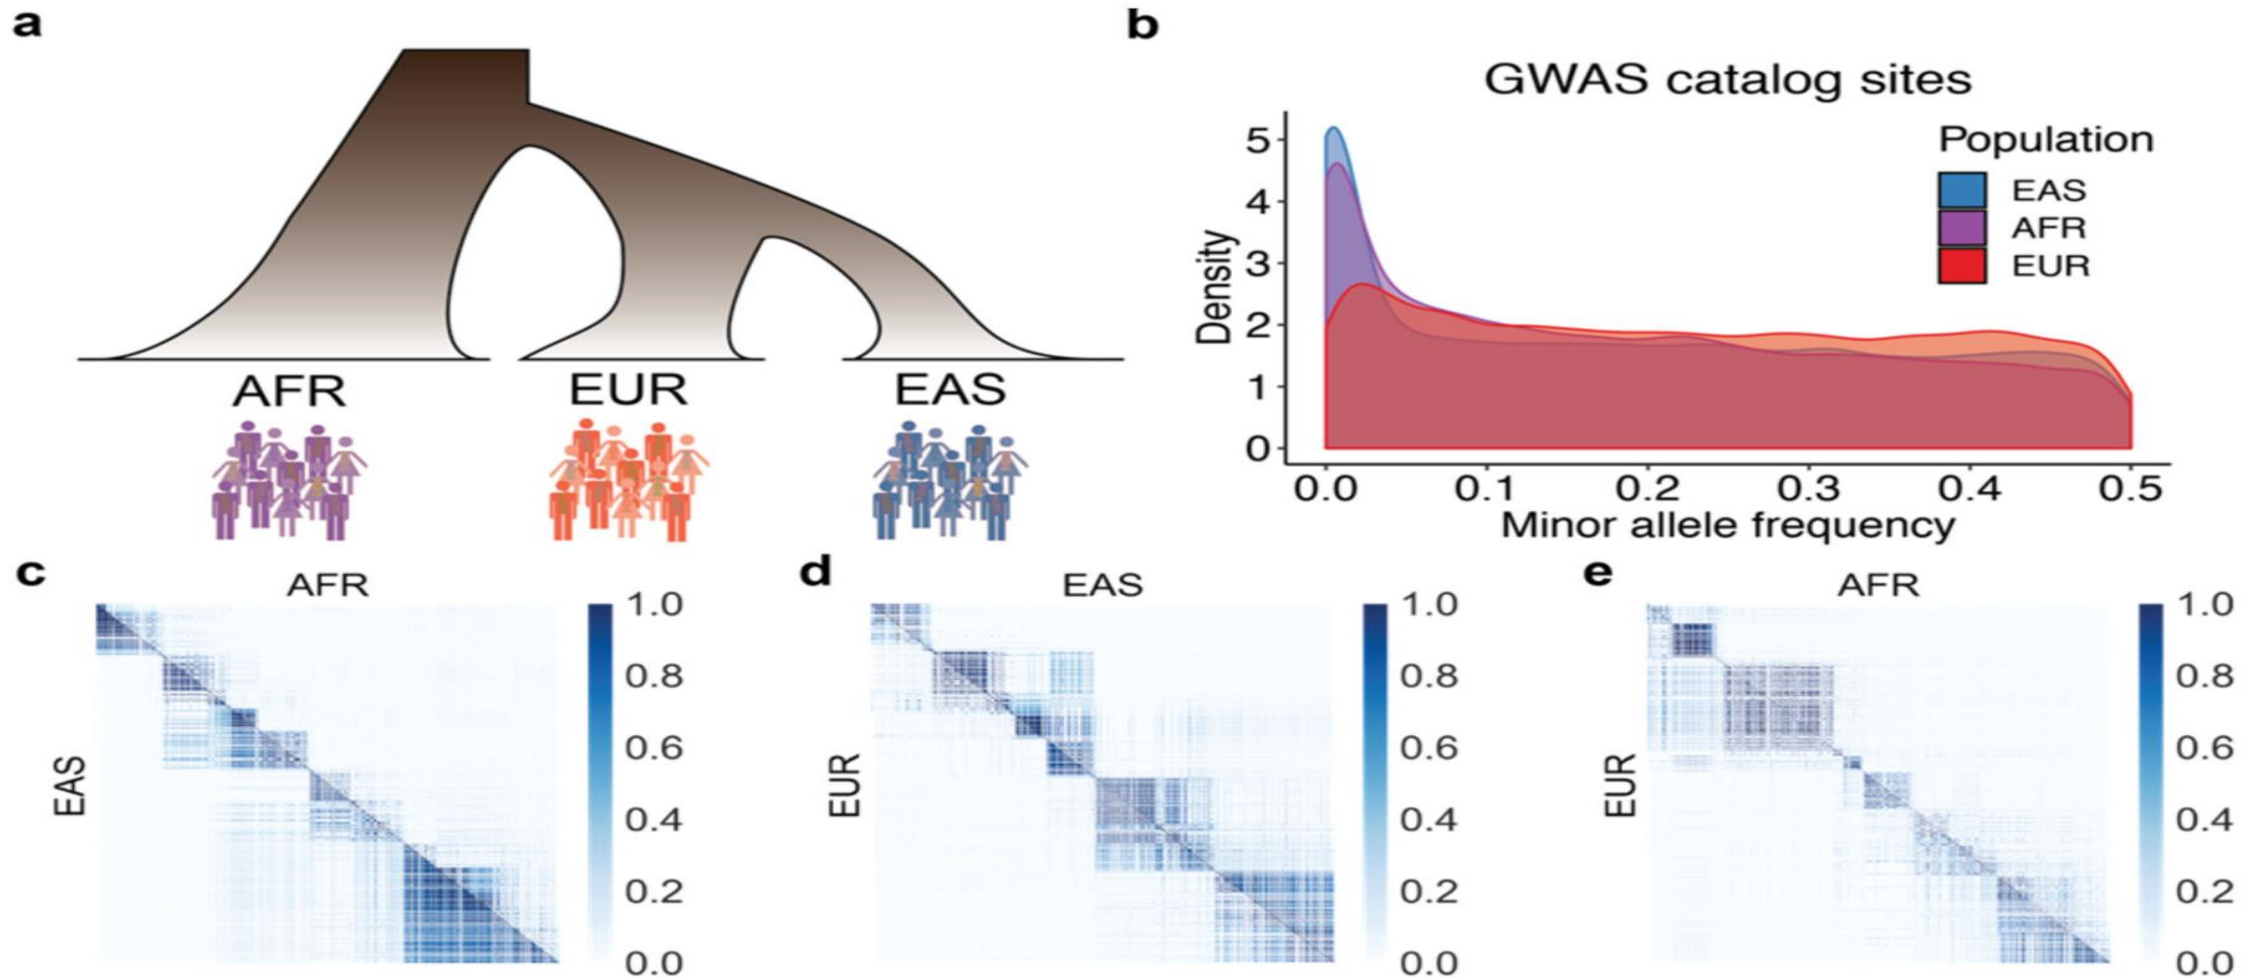 a
AFR
EUR
EAS
b
GWAS catalog sites
Density
5
4
3
2
1
0
Population
EAS
AFR
EUR
0.0 0.1 0.2 0.3 0.4 0.5
Minor allele frequency
c
AFR
EAS
1.0
0.8
0.6
0.4
0.2
0.0
d
EAS
EUR
1.0
0.8
0.6
0.4
0.2
0.0
e
AFR
EUR
1.0
0.8
0.6
0.4
0.2
0.0